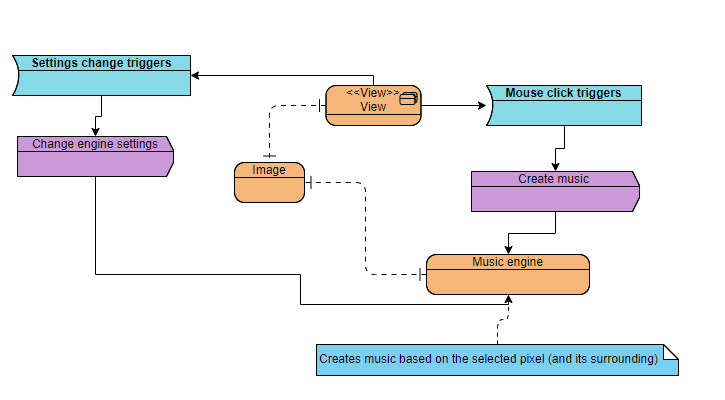 Settings change triggers
<<View>>
View
Mouse click triggers
Change engine settings
Image
Create music
Music engine
Creates music based on the selected pixel (and its surrounding)